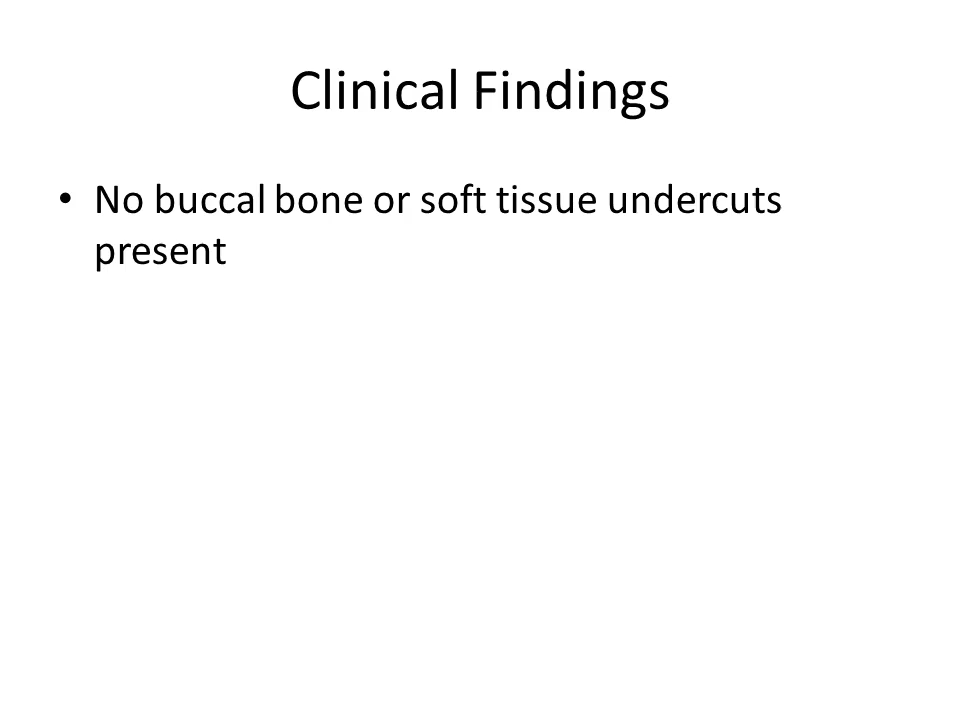 Clinical Findings
• No buccal bone or soft tissue undercuts
present